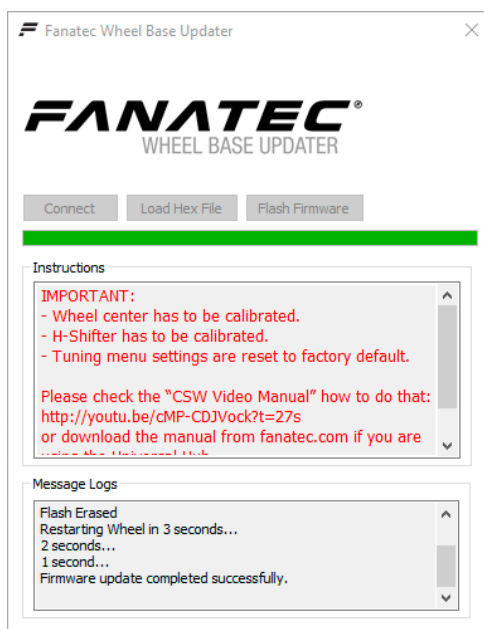 Fanatec Wheel Base Updater
FANATEC®
WHEEL BASE UPDATER
Connect
Load Hex File
Flash Firmware
Instructions
IMPORTANT:
- Wheel center has to be calibrated.
- H-Shifter has to be calibrated.
- Tuning menu settings are reset to factory default.
Please check the “CSW Video Manual” how to do that:
http://youtu.be/cMP-CDJVock?t=27s
or download the manual from fanatec.com if you are
using the Universal Hub
Message Logs
Flash Erased
Restarting Wheel in 3 seconds...
2 seconds...
1 second...
Firmware update completed successfully.